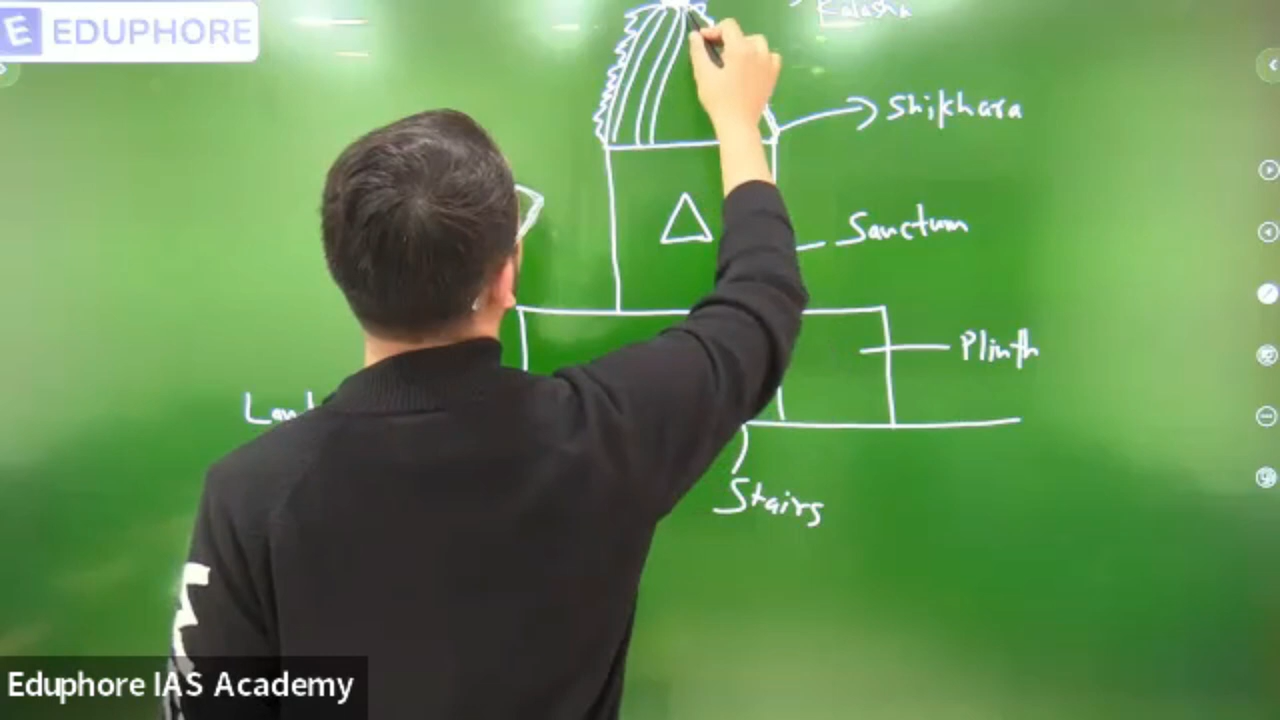 EDUPHORE
Kalasha
Shikhara
Sanctum
Plinth
Stairs
Eduphore IAS Academy